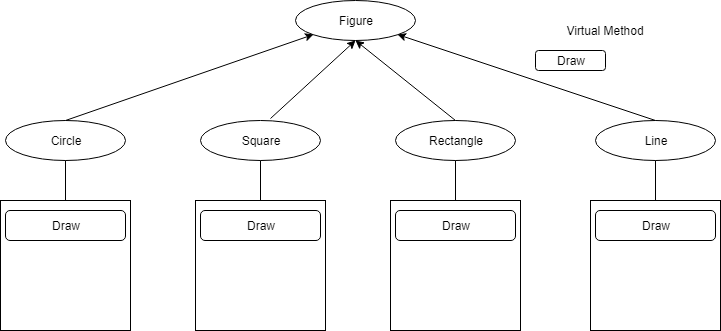 Figure
Virtual Method
Draw
Circle
Square
Rectangle
Line
Draw
Draw
Draw
Draw